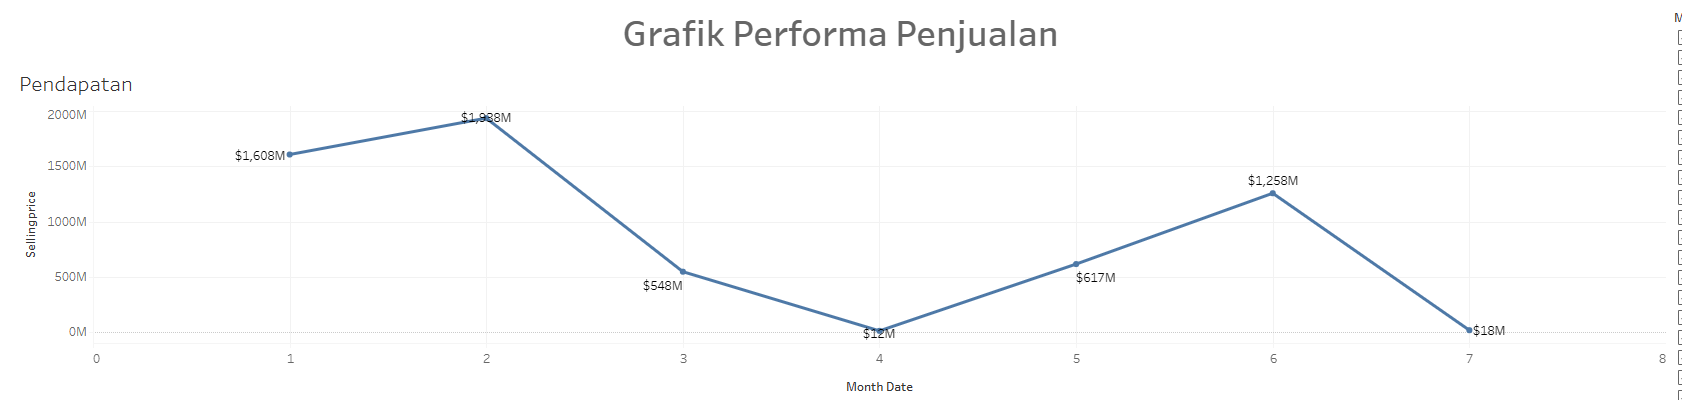 Grafik Performa Penjualan
M
Pendapatan
Sellingprice
2000M
1500M
1000M
500M
0M
$1,608M
$1,938M
$548M
$12M
$617M
$1,258M
$18M
0 1 2 3 4 5 6 7 8
Month Date